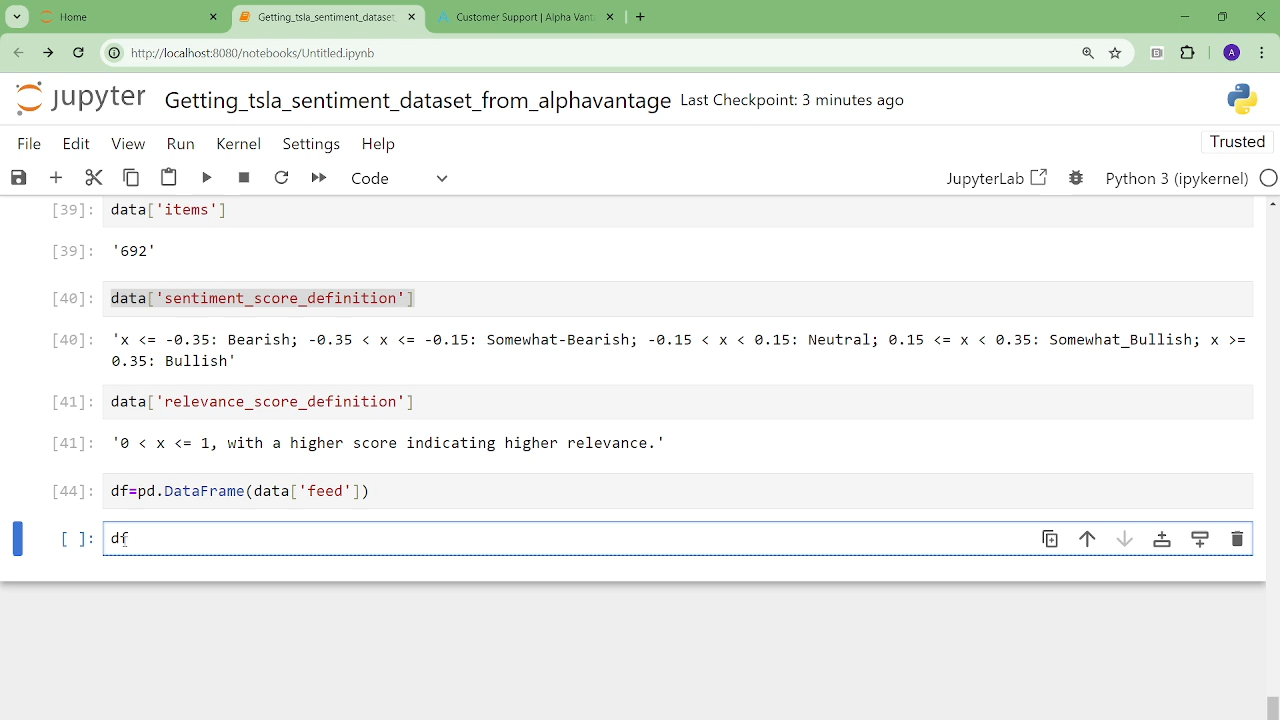 Home
Getting_tsla_sentiment_dataset_
Customer Support | Alpha Vant
http://localhost:8080/notebooks/Untitled.ipynb
A
jupyter Getting_tsla_sentiment_dataset_from_alphavantage Last Checkpoint: 3 minutes ago
File Edit View Run Kernel Settings Help Trusted
Code JupyterLab Python 3 (ipykernel)
[39]: data['items']
[39]: '692'
[40]: data['sentiment_score_definition']
[40]: 'x <= -0.35: Bearish; -0.35 < x <= -0.15: Somewhat-Bearish; -0.15 < x < 0.15: Neutral; 0.15 <= x < 0.35: Somewhat_Bullish; x >=
0.35: Bullish'
[41]: data['relevance_score_definition']
[41]: '0 < x <= 1, with a higher score indicating higher relevance.'
[44]: df=pd.DataFrame(data['feed'])
[ ]: df